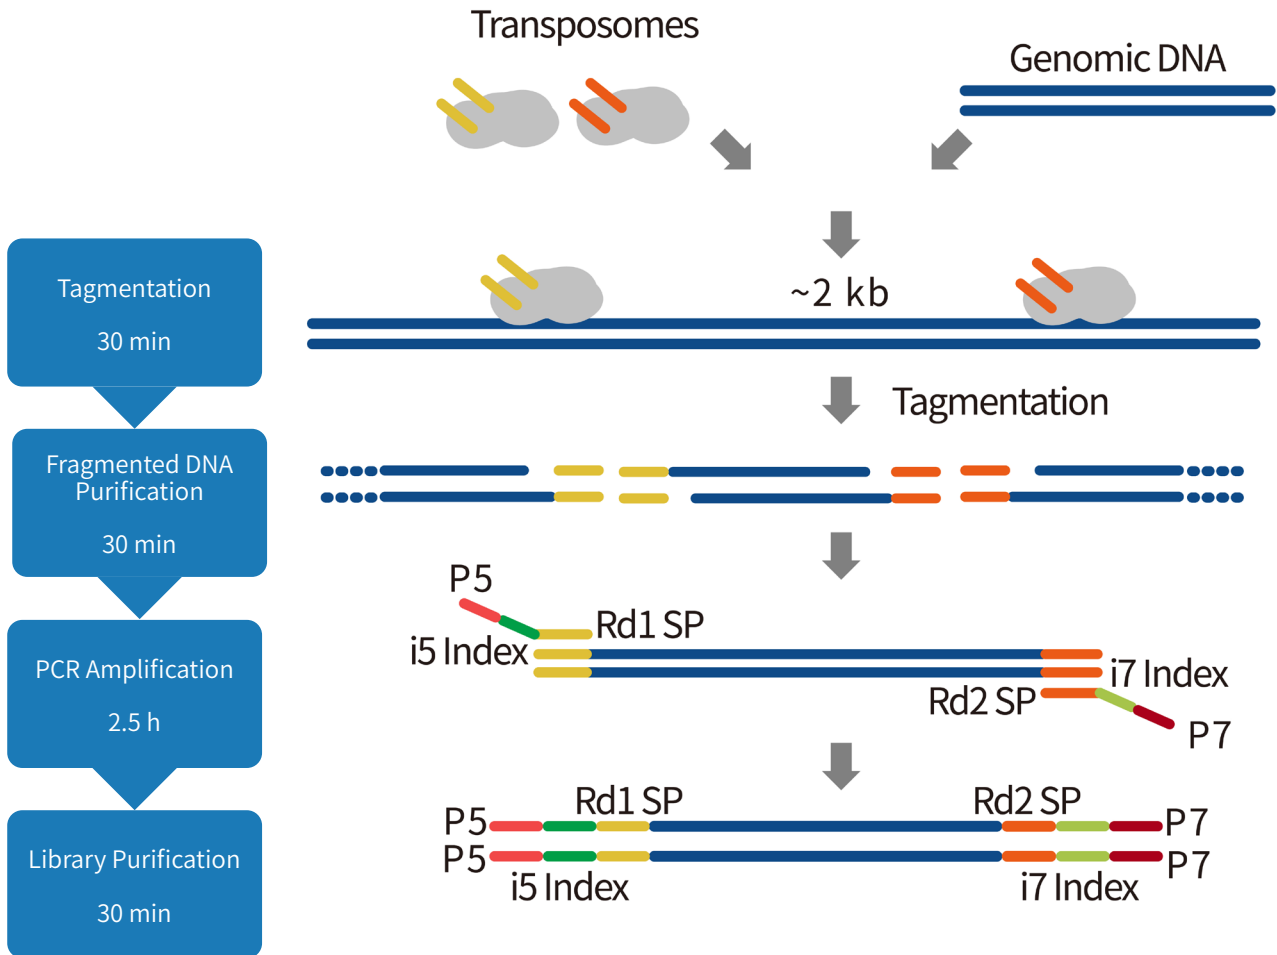 Transposomes
Genomic DNA
Tagmentation
30 min
~2 kb
Tagmentation
Fragmented DNA
Purification
30 min
P5
Rd1 SP
i5 Index
i7 Index
Rd2 SP
P7
PCR Amplification
2.5 h
Rd1 SP
Rd2 SP
P5
P7
P5
P7
i5 Index
i7 Index
Library Purification
30 min